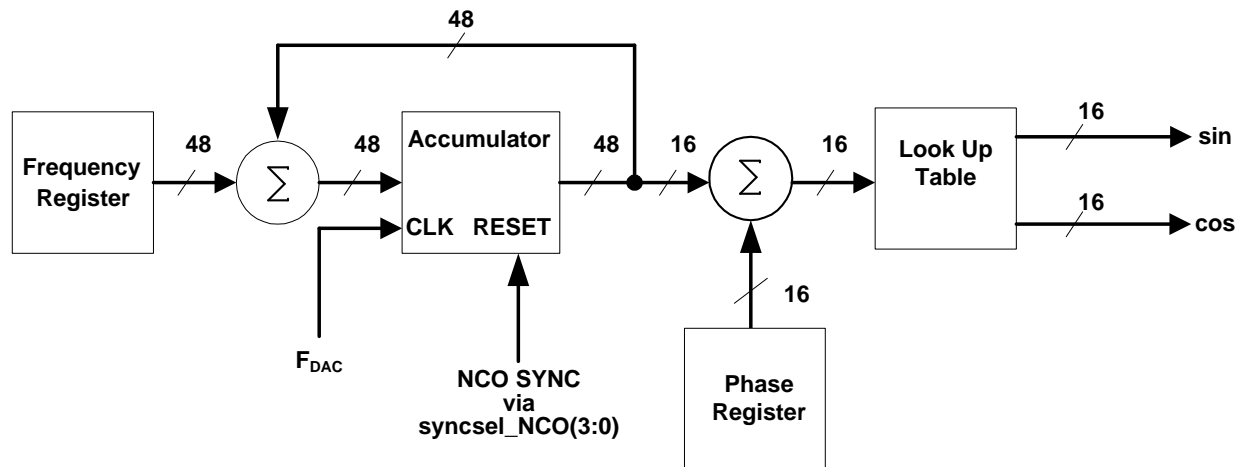 48
Frequency
Register
48
Σ
48
Accumulator
CLK RESET
48
16
Σ
16
Look Up
Table
16
sin
16
cos
16
F_DAC
NCO SYNC
via
syncsel_NCO(3:0)
Phase
Register